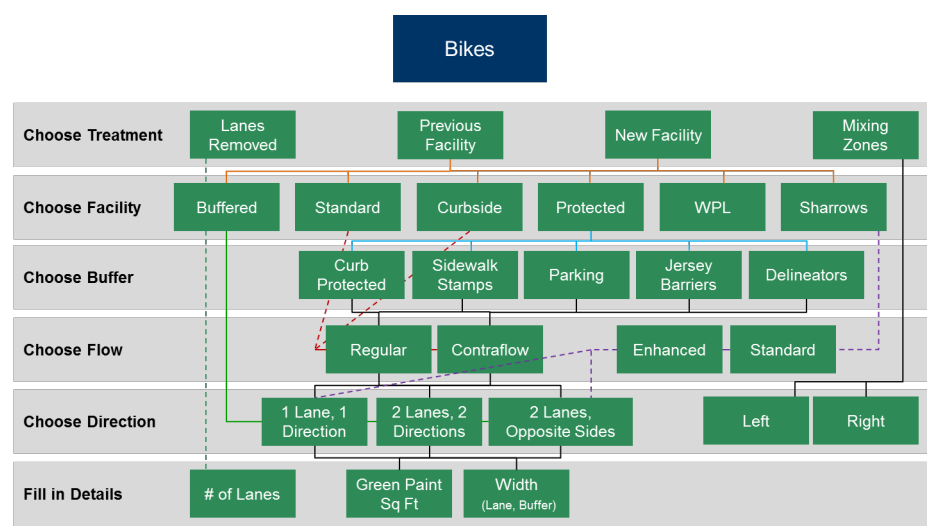 Bikes
Choose Treatment
Lanes
Removed
Previous
Facility
New Facility
Mixing
Zones
Choose Facility
Buffered
Standard
Curbside
Protected
WPL
Sharrows
Choose Buffer
Curb
Protected
Sidewalk
Stamps
Parking
Jersey
Barriers
Delineators
Choose Flow
Regular
Contraflow
Enhanced
Standard
Choose Direction
1 Lane, 1
Direction
2 Lanes, 2
Directions
2 Lanes,
Opposite Sides
Left
Right
Fill in Details
# of Lanes
Green Paint
Sq Ft
Width
(Lane, Buffer)